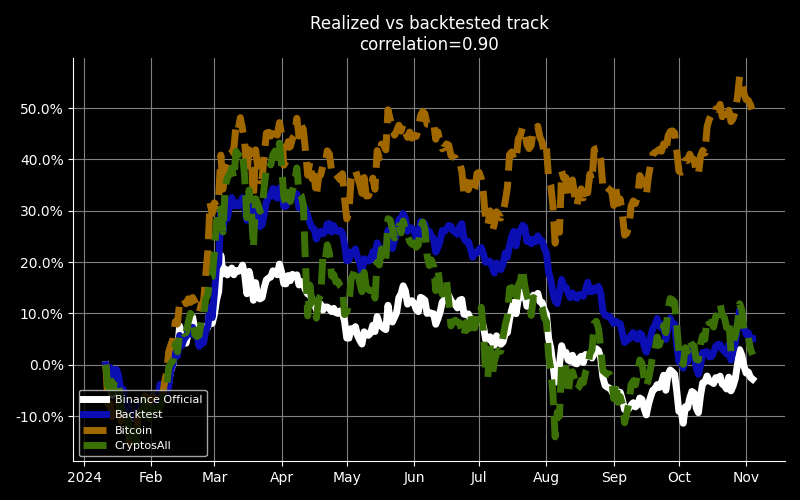 Realized vs backtested track
correlation=0.90
50.0%
40.0%
30.0%
20.0%
10.0%
0.0%
-10.0%
Binance Official
Backtest
Bitcoin
CryptosAll
2024 Feb Mar Apr May Jun Jul Aug Sep Oct Nov